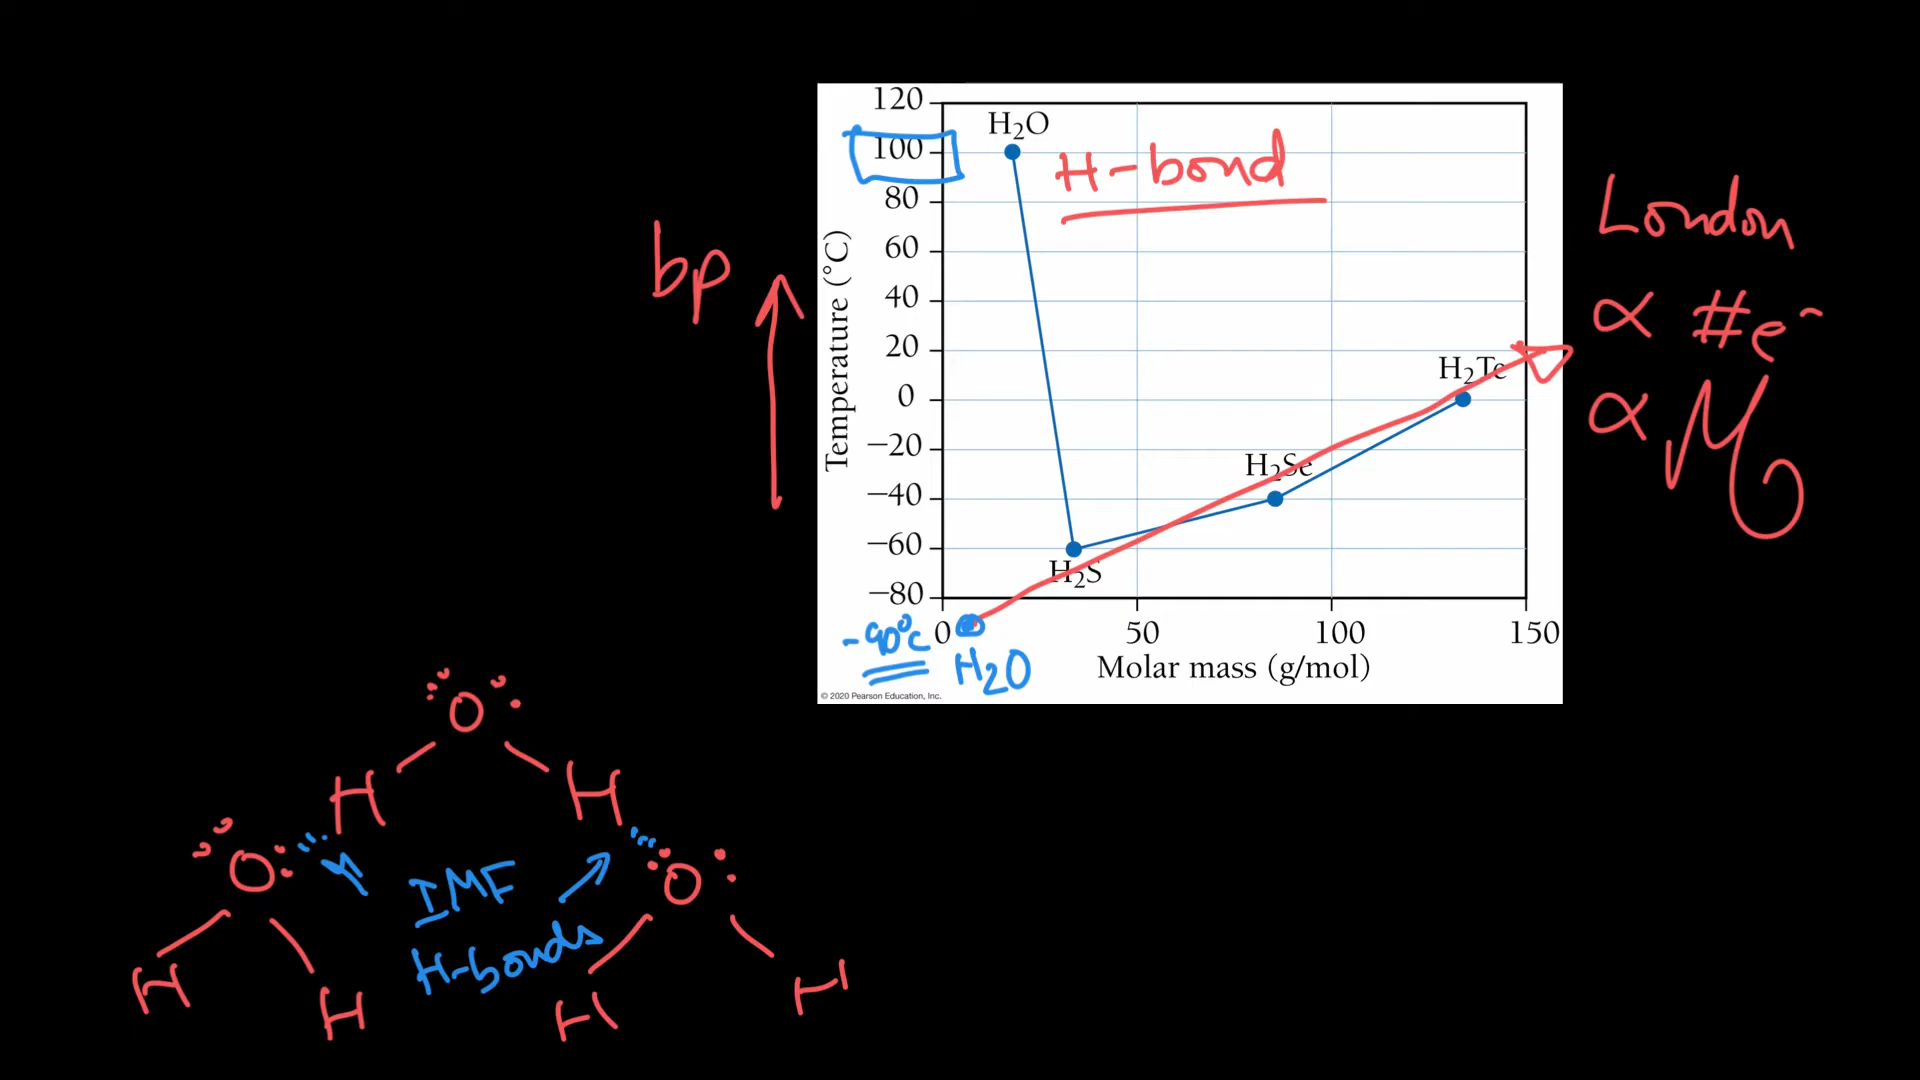 120
H₂O
100
H-bond
80
60
40
20
0
−20
−40
−60
−80
Temperature (°C)
H₂Te
H₂Se
H₂S
0
50
100
150
Molar mass (g/mol)
© 2020 Pearson Education, Inc.
-90°C
H₂O
bp
London
∝ #e⁻
∝ M
O
H
H
O
H
H
O
H
H
IMF
H-bonds